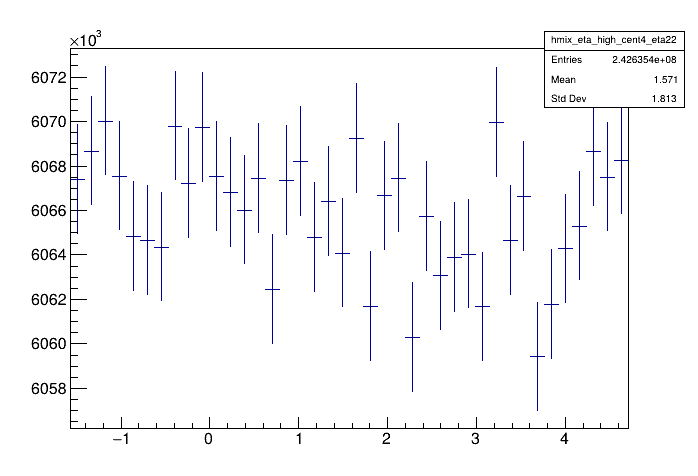 ×10³
hmix_eta_high_cent4_eta22
Entries 2.426354e+08
Mean 1.571
Std Dev 1.813
6072
6070
6068
6066
6064
6062
6060
6058
−1 0 1 2 3 4